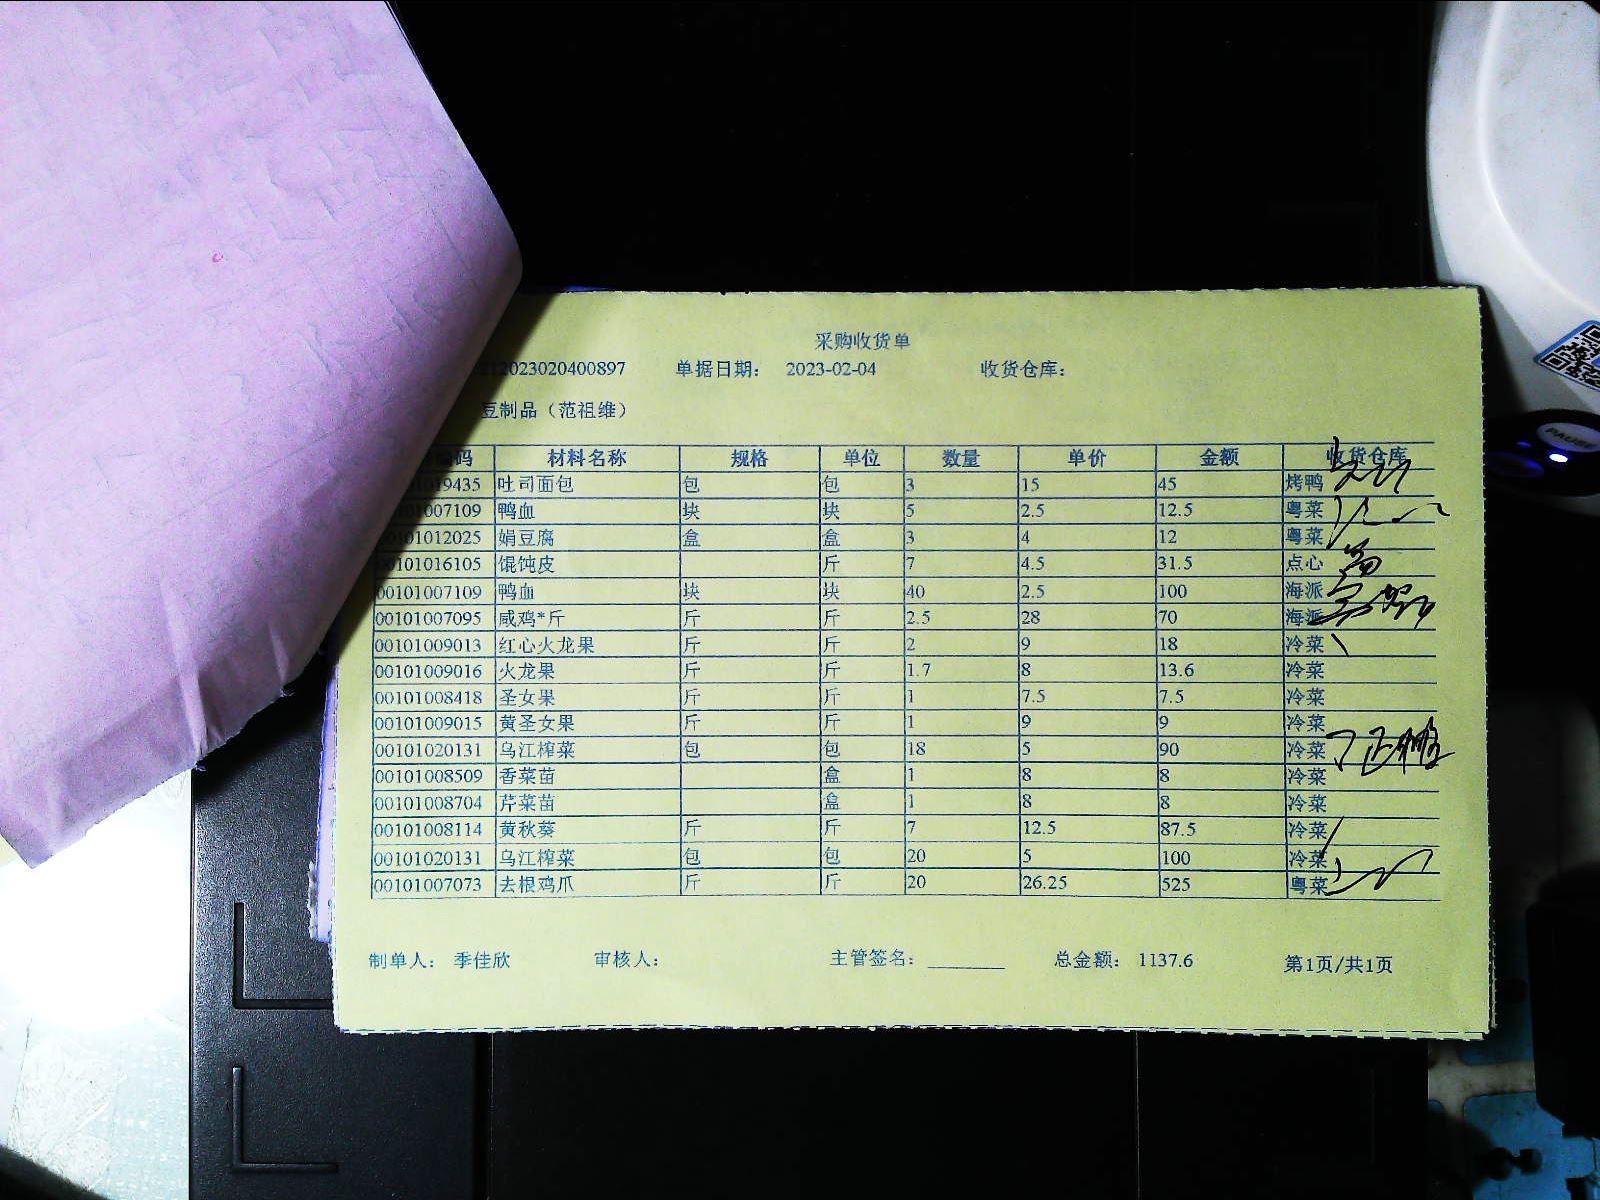 采购收货单
2023020400897 单据日期： 2023-02-04 收货仓库：
豆制品（范祖维）
编码 材料名称 规格 单位 数量 单价 金额 收货仓库
19435 吐司面包 包 包 3 15 45 烤鸭
01007109 鸭血 块 块 5 2.5 12.5 粤菜
0101012025 娟豆腐 盒 盒 3 4 12 粤菜
00101016105 馄饨皮 斤 7 4.5 31.5 点心
00101007109 鸭血 块 块 40 2.5 100 海派
00101007095 咸鸡*斤 斤 斤 2.5 28 70 海派
00101009013 红心火龙果 斤 斤 2 9 18 冷菜
00101009016 火龙果 斤 斤 1.7 8 13.6 冷菜
00101008418 圣女果 斤 斤 1 7.5 7.5 冷菜
00101009015 黄圣女果 斤 斤 1 9 9 冷菜
00101020131 乌江榨菜 包 包 18 5 90 冷菜
00101008509 香菜苗 盒 1 8 8 冷菜
00101008704 芹菜苗 盒 1 8 8 冷菜
00101008114 黄秋葵 斤 斤 7 12.5 87.5 冷菜
00101020131 乌江榨菜 包 包 20 5 100 冷菜
00101007073 去根鸡爪 斤 斤 20 26.25 525 粤菜
制单人： 季佳欣 审核人： 主管签名： 总金额： 1137.6 第1页/共1页
PAUSE